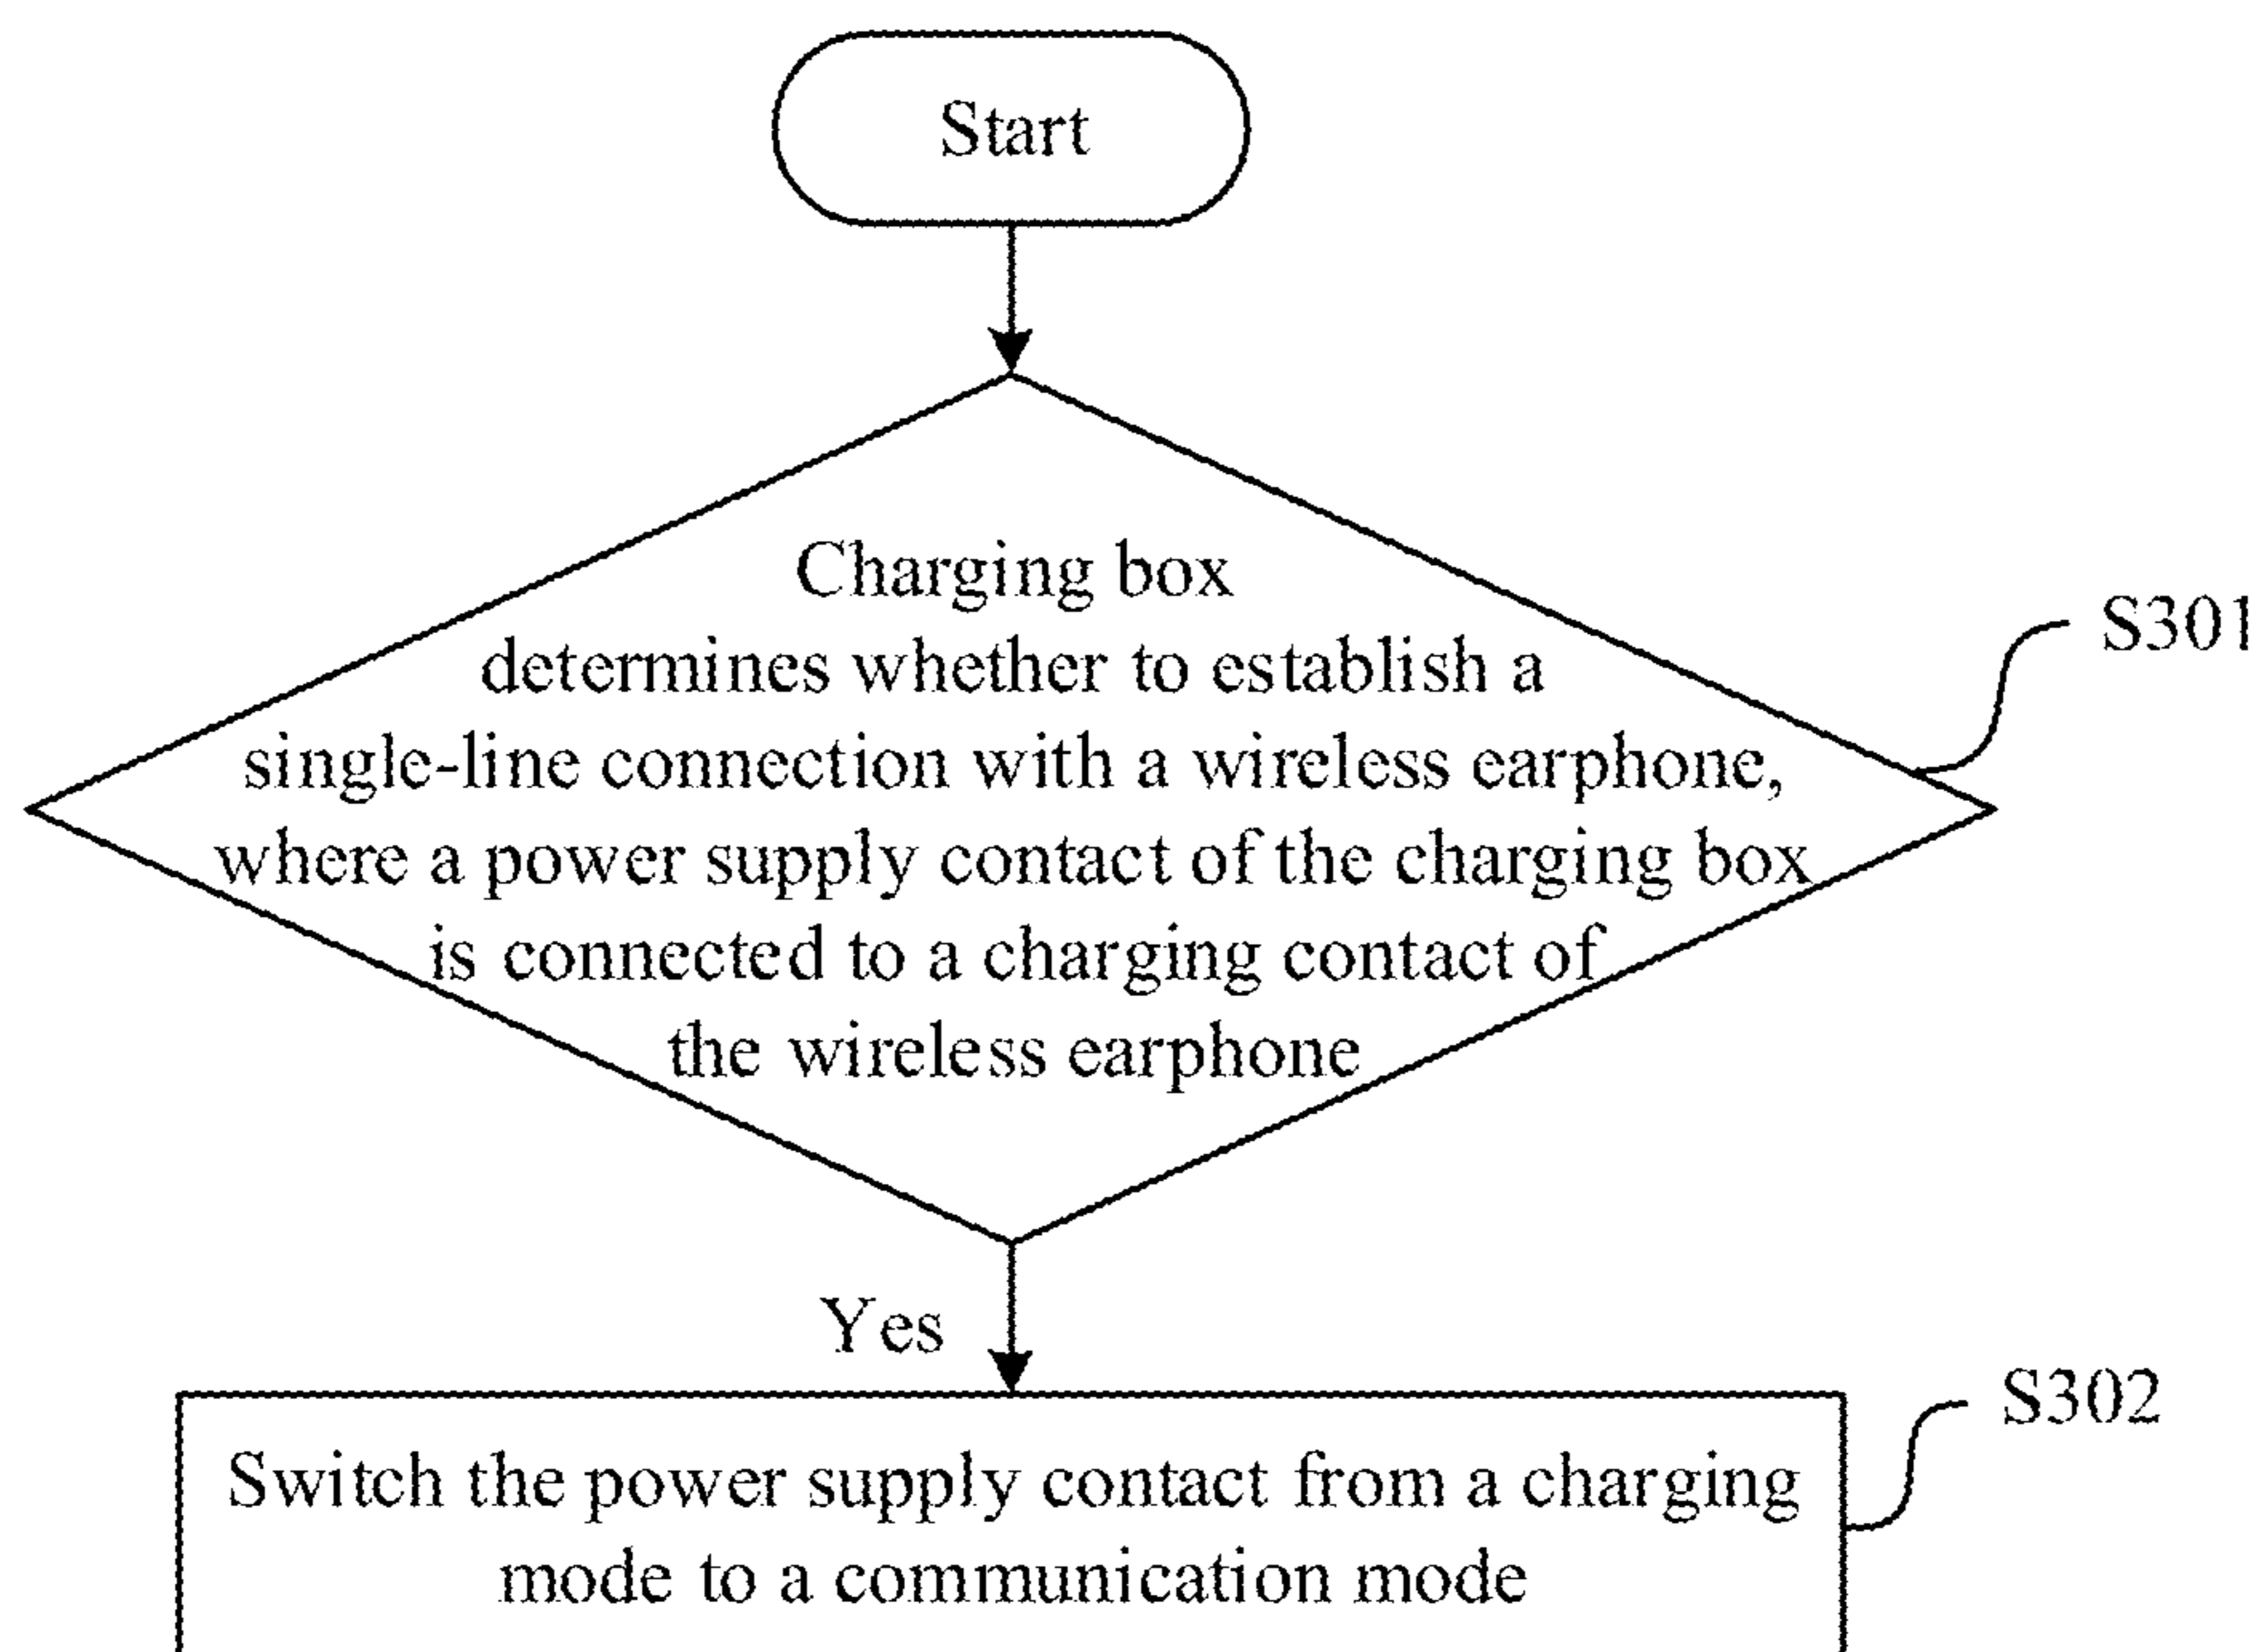 Start
Charging box
determines whether to establish a
single-line connection with a wireless earphone,
where a power supply contact of the charging box
is connected to a charging contact of
the wireless earphone
S301
Yes
S302
Switch the power supply contact from a charging
mode to a communication mode